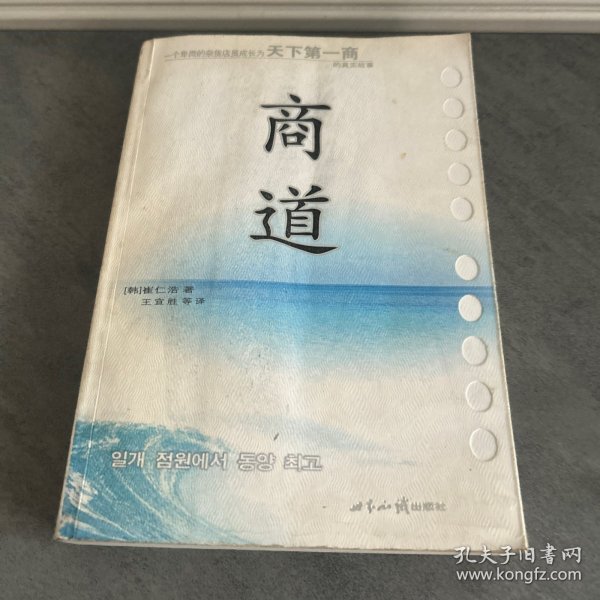 一个卑微的杂货店员成长为天下第一商
的真实故事
商
道
[韩]崔仁浩 著
王宜胜等译
일개 점원에서 동양 최고
世界知识出版社
孔夫子旧书网
www.kongfz.com